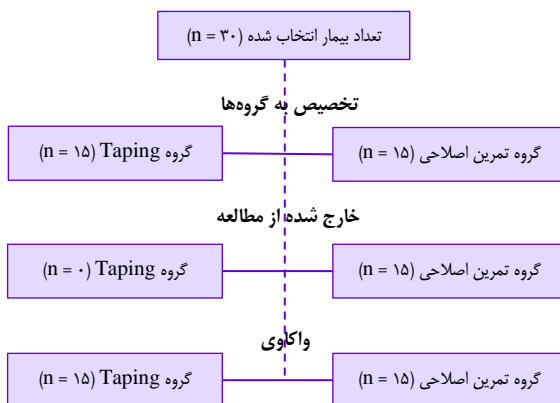 تعداد بیمار انتخاب شده (n = ۳۰)
تخصیص به گروه‌ها
گروه تمرین اصلاحی (n = ۱۵)
گروه Taping (n = ۱۵)
خارج شده از مطالعه
گروه تمرین اصلاحی (n = ۱۵)
گروه Taping (n = ۰)
واکاوی
گروه تمرین اصلاحی (n = ۱۵)
گروه Taping (n = ۱۵)